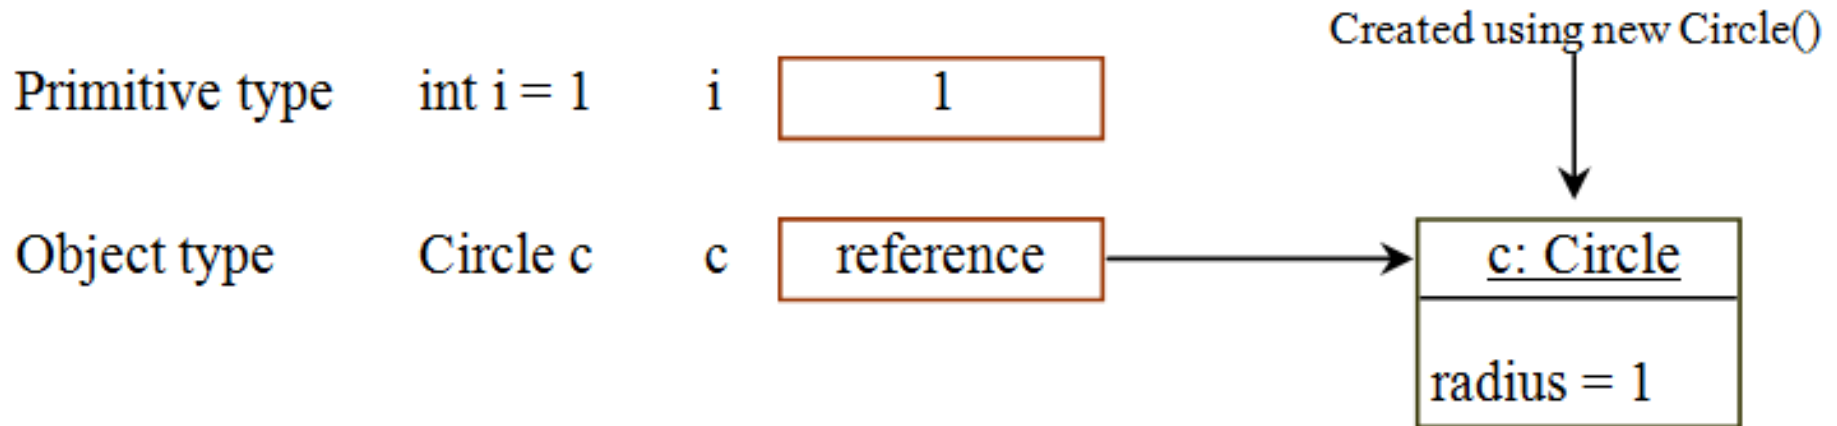 Created using new Circle()
Primitive type int i = 1 i 1
Object type Circle c c reference c: Circle
radius = 1